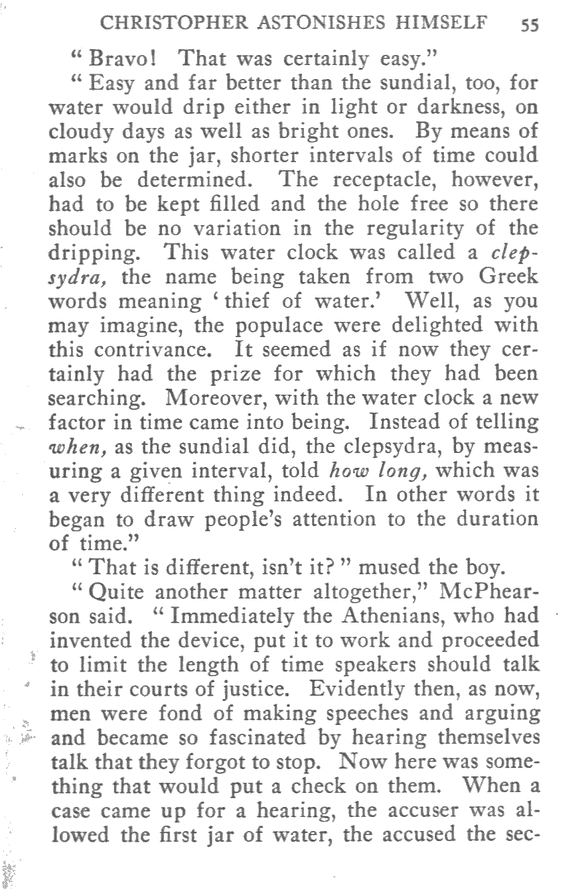 CHRISTOPHER ASTONISHES HIMSELF 55
“ Bravo! That was certainly easy.”
“ Easy and far better than the sundial, too, for
water would drip either in light or darkness, on
cloudy days as well as bright ones. By means of
marks on the jar, shorter intervals of time could
also be determined. The receptacle, however,
had to be kept filled and the hole free so there
should be no variation in the regularity of the
dripping. This water clock was called a clep-
sydra, the name being taken from two Greek
words meaning ‘ thief of water.’ Well, as you
may imagine, the populace were delighted with
this contrivance. It seemed as if now they cer-
tainly had the prize for which they had been
searching. Moreover, with the water clock a new
factor in time came into being. Instead of telling
when, as the sundial did, the clepsydra, by meas-
uring a given interval, told how long, which was
a very different thing indeed. In other words it
began to draw people’s attention to the duration
of time.”
“ That is different, isn’t it? ” mused the boy.
“ Quite another matter altogether,” McPhear-
son said. “ Immediately the Athenians, who had
invented the device, put it to work and proceeded
to limit the length of time speakers should talk
in their courts of justice. Evidently then, as now,
men were fond of making speeches and arguing
and became so fascinated by hearing themselves
talk that they forgot to stop. Now here was some-
thing that would put a check on them. When a
case came up for a hearing, the accuser was al-
lowed the first jar of water, the accused the sec-